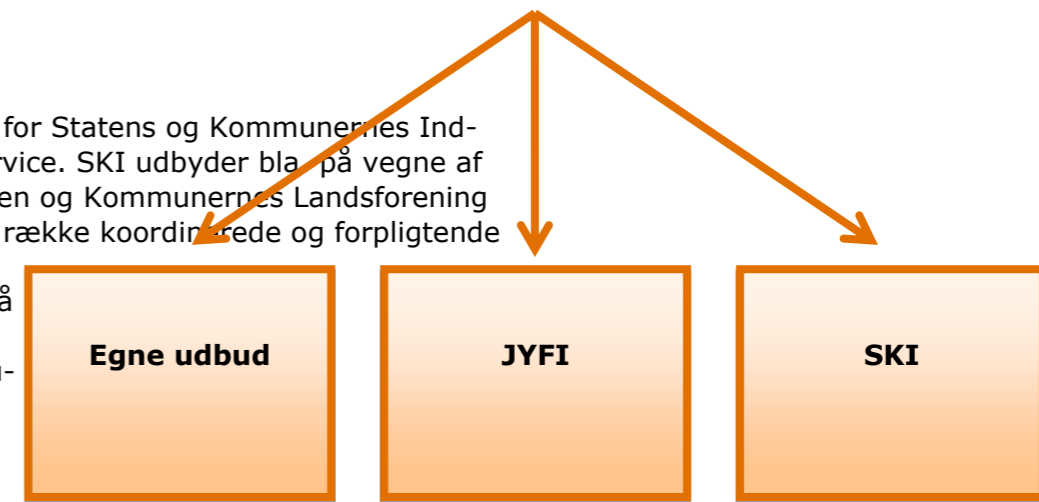 for Statens og Kommunernes Ind-
rvice. SKI udbyder bla. på vegne af
en og Kommunernes Landsforening
række koordinerede og forpligtende
å
Egne udbud JYFI SKI
-